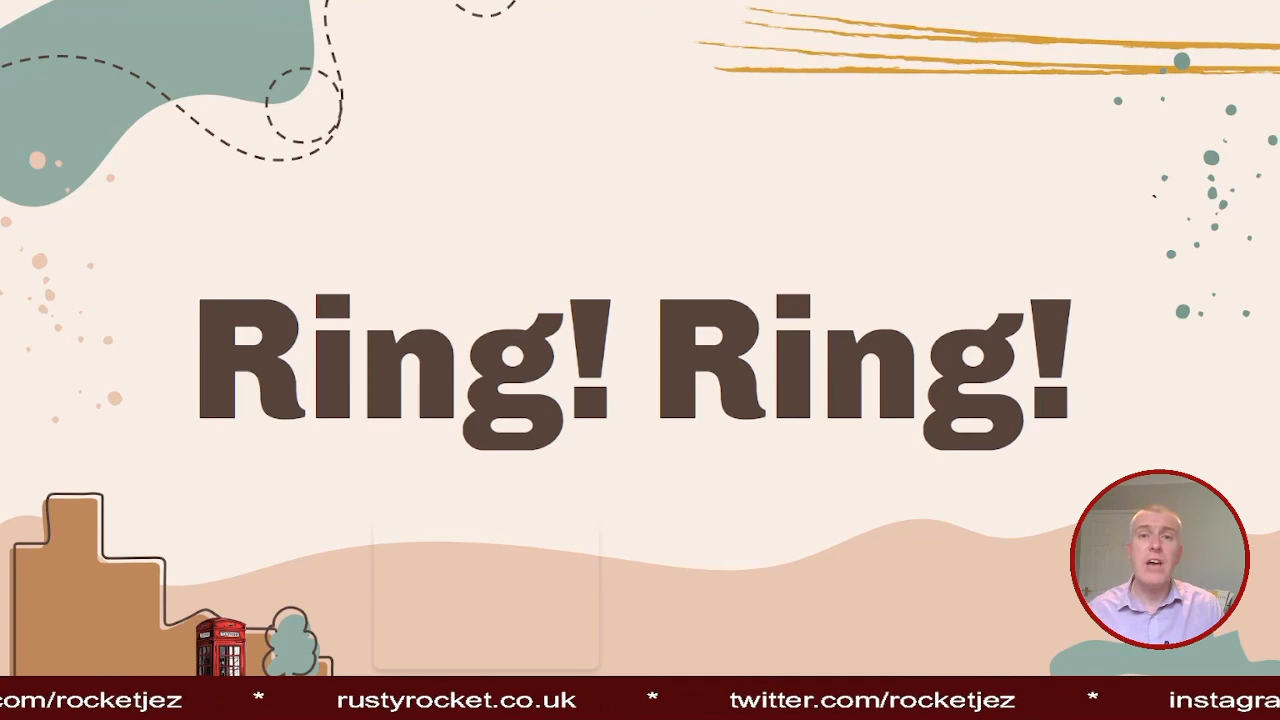 Ring! Ring!
com/rocketjez * rustyrocket.co.uk * twitter.com/rocketjez * instagra